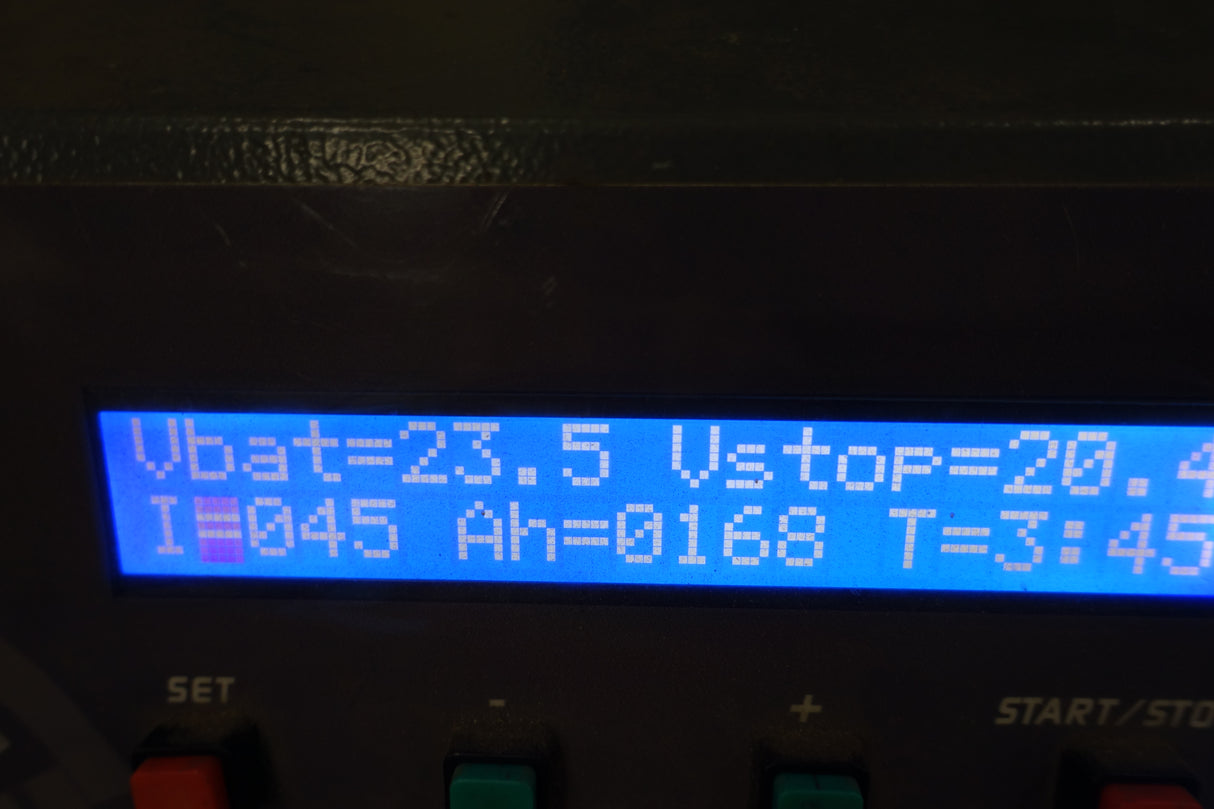 Vbat=23.5 Vstop=20.4
I=045 Ah=0168 T=3:45
SET - + START/STO